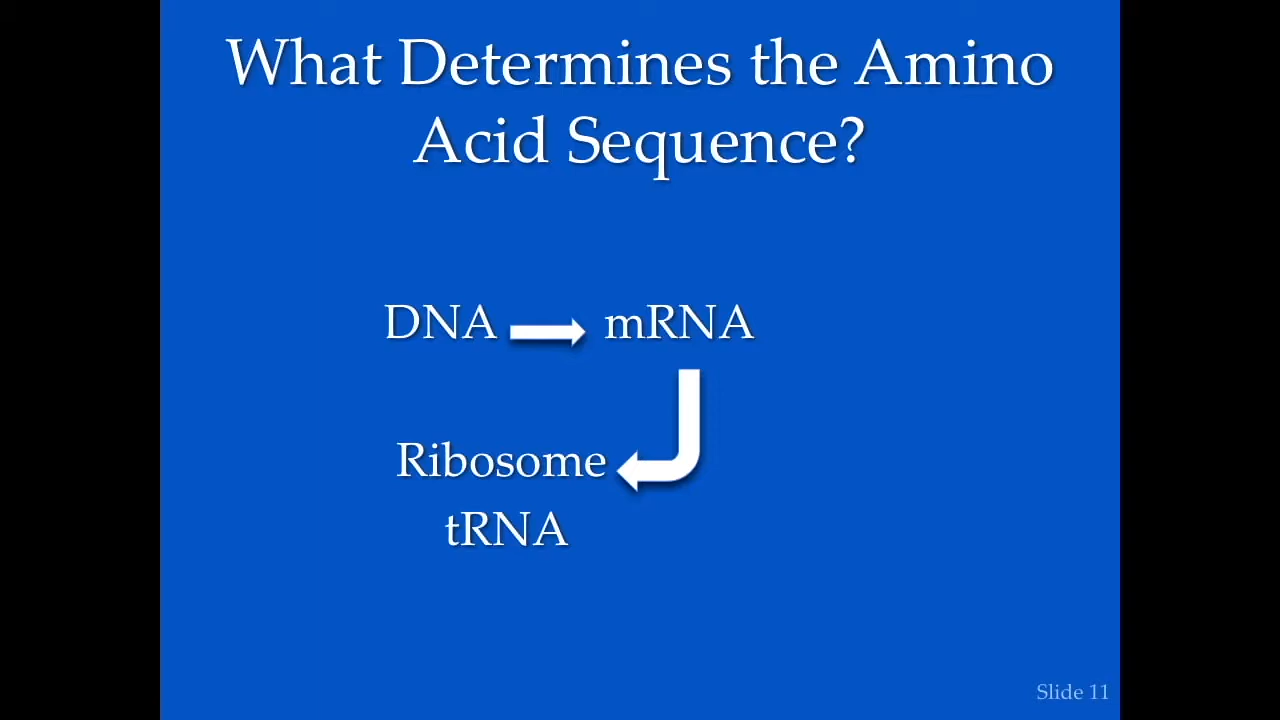 What Determines the Amino
Acid Sequence?
DNA mRNA
Ribosome
tRNA
Slide 11